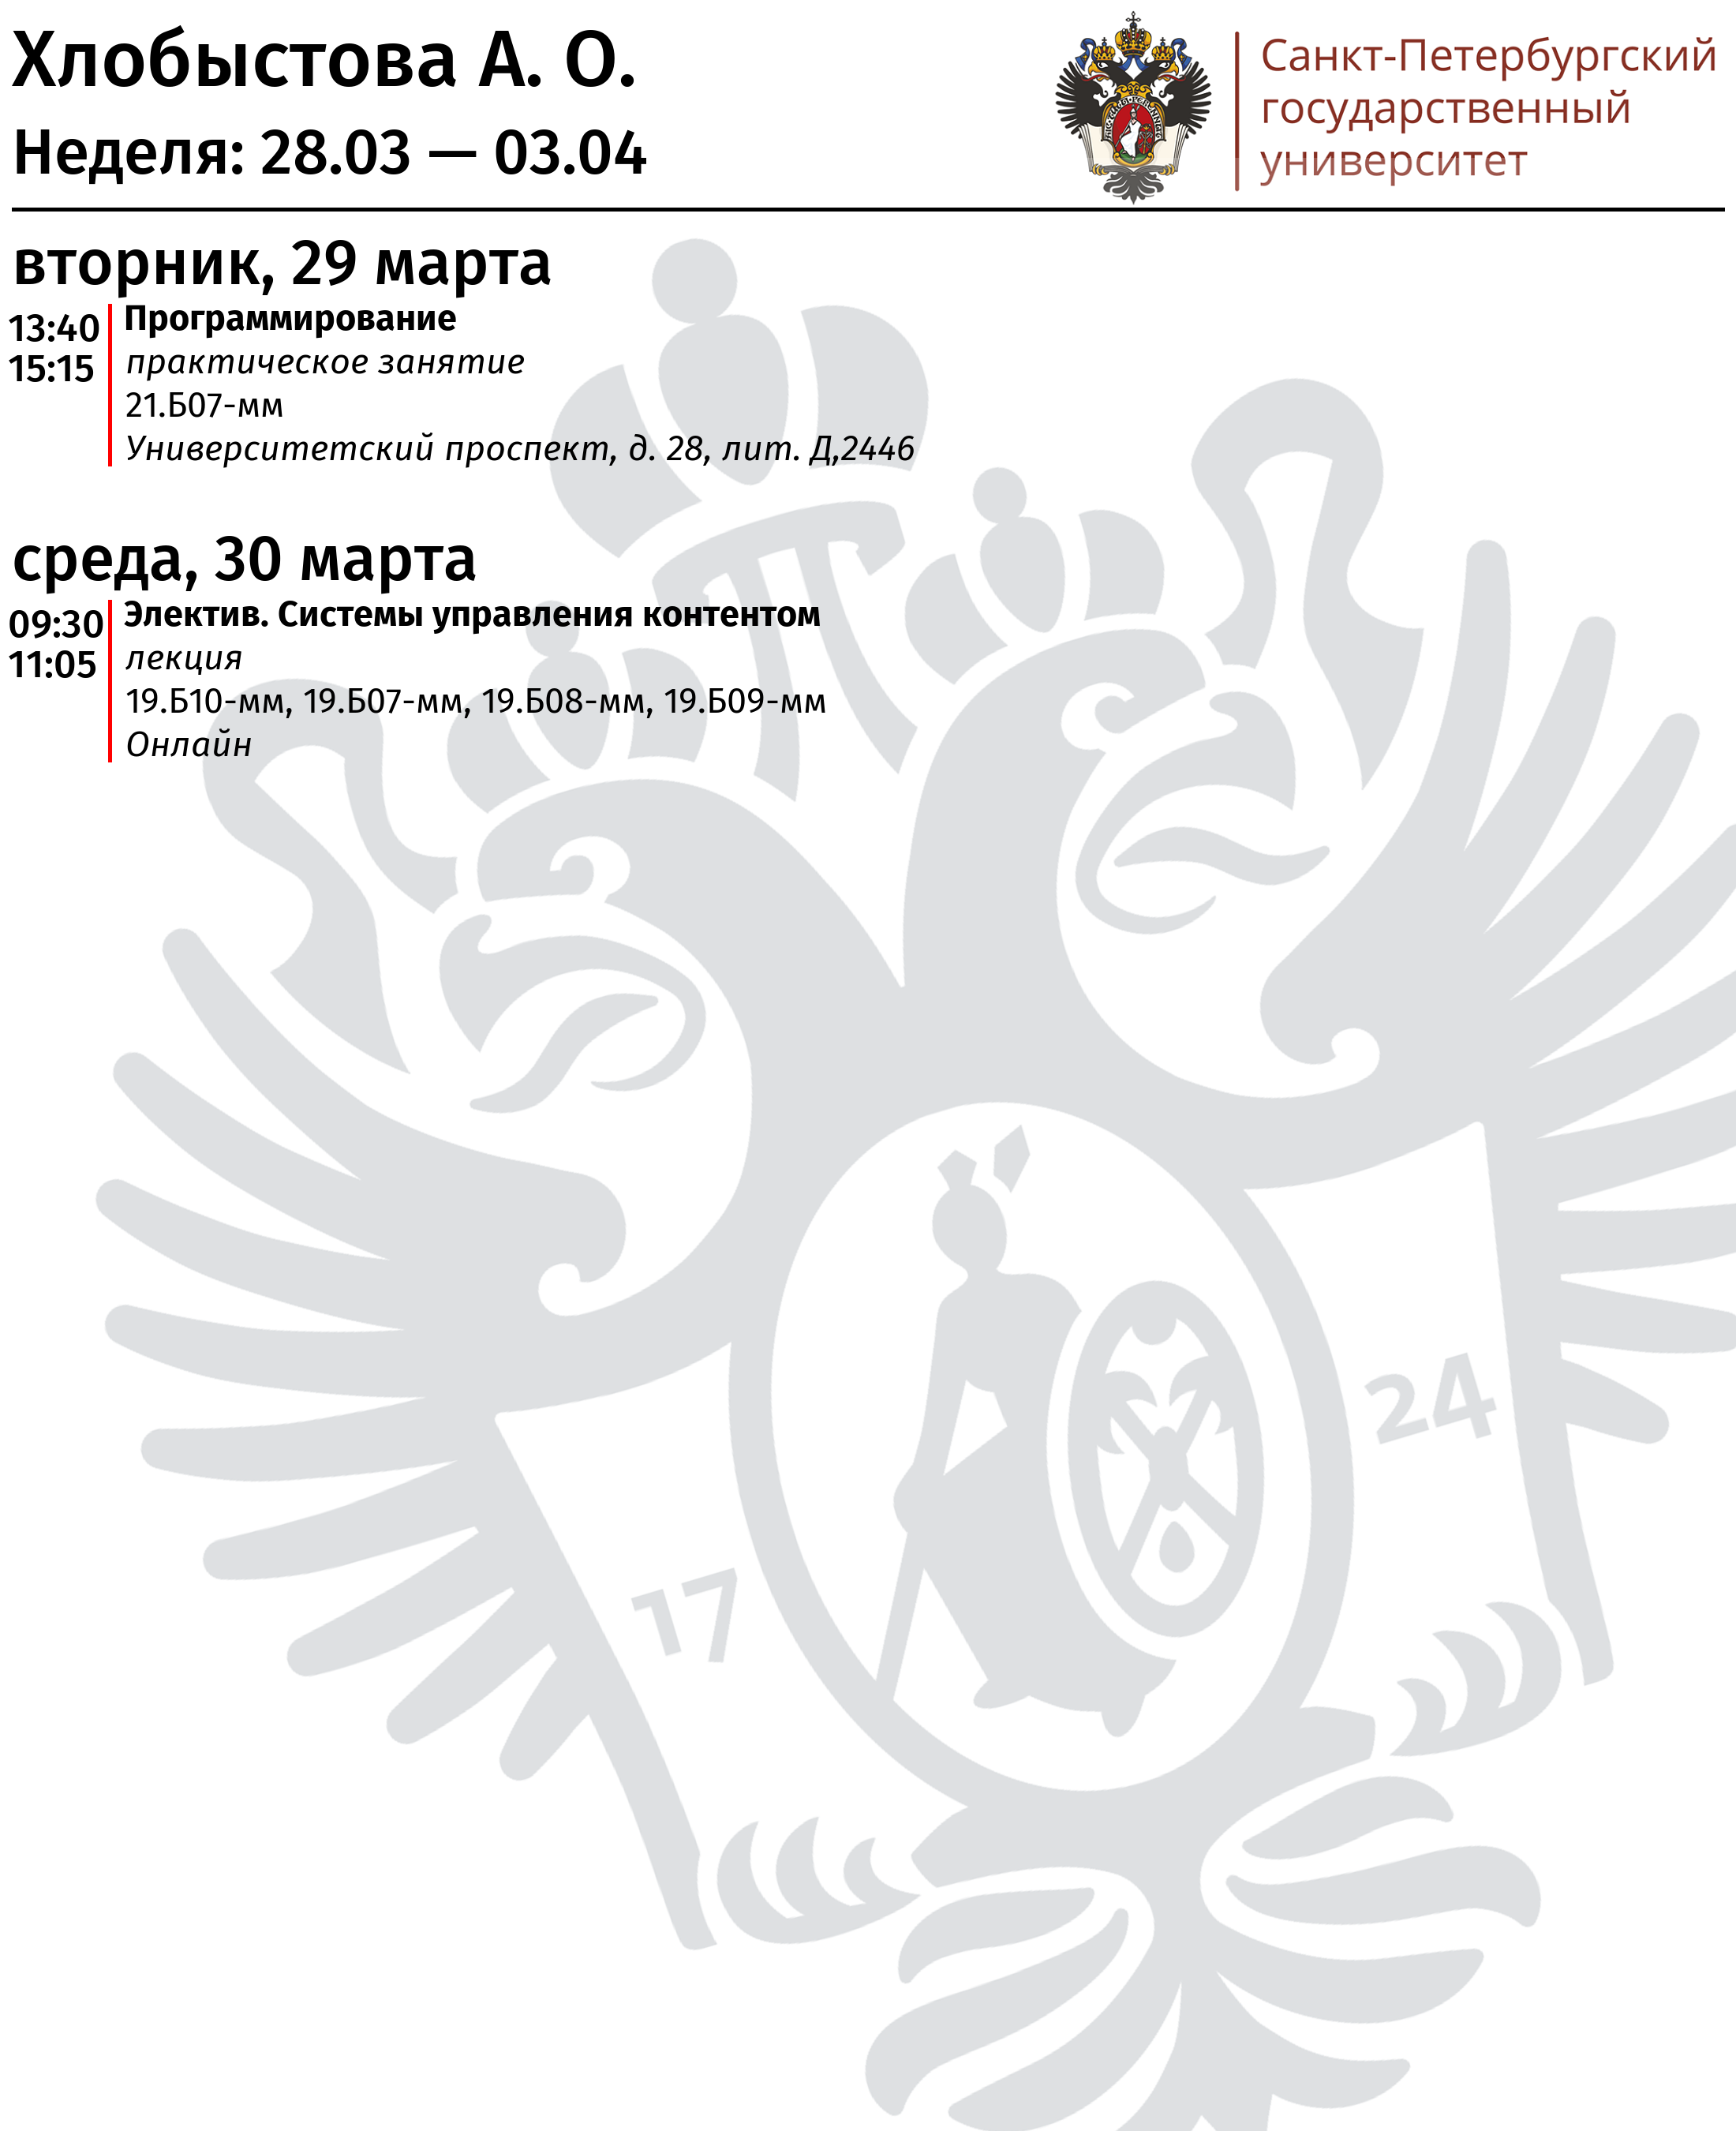 Хлобыстова А. О.
Неделя: 28.03 — 03.04
Санкт-Петербургский
государственный
университет
вторник, 29 марта
13:40
15:15
Программирование
практическое занятие
21.Б07-мм
Университетский проспект, д. 28, лит. Д,2446
среда, 30 марта
09:30
11:05
Электив. Системы управления контентом
лекция
19.Б10-мм, 19.Б07-мм, 19.Б08-мм, 19.Б09-мм
Онлайн
24
17